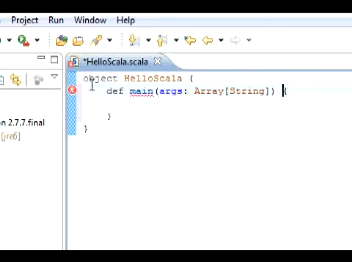 Project Run Window Help
*HelloScala.scala
object HelloScala {
def main(args: Array[String]) {
}
}
n 2.7.7.final
[jre6]